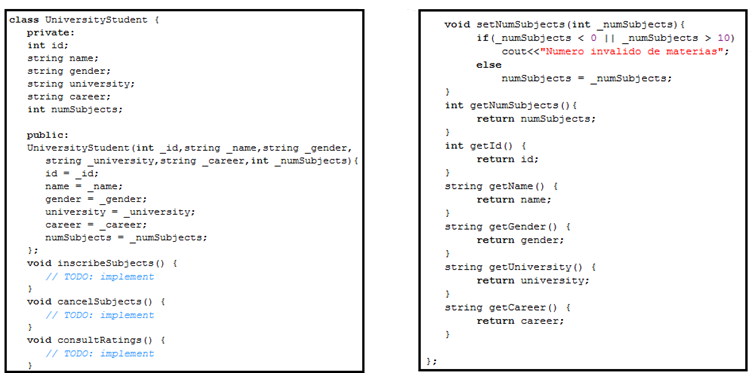 class UniversityStudent {
private:
int id;
string name;
string gender;
string university;
string career;
int numSubjects;
public:
UniversityStudent(int _id,string _name,string _gender,
string _university,string _career,int _numSubjects){
id = _id;
name = _name;
gender = _gender;
university = _university;
career = _career;
numSubjects = _numSubjects;
};
void inscribeSubjects() {
// TODO: implement
}
void cancelSubjects() {
// TODO: implement
}
void consultRatings() {
// TODO: implement
}
void setNumSubjects(int _numSubjects){
if(_numSubjects < 0 || _numSubjects > 10)
cout<<"Numero invalido de materias";
else
numSubjects = _numSubjects;
}
int getNumSubjects(){
return numSubjects;
}
int getId() {
return id;
}
string getName() {
return name;
}
string getGender() {
return gender;
}
string getUniversity() {
return university;
}
string getCareer() {
return career;
}
};